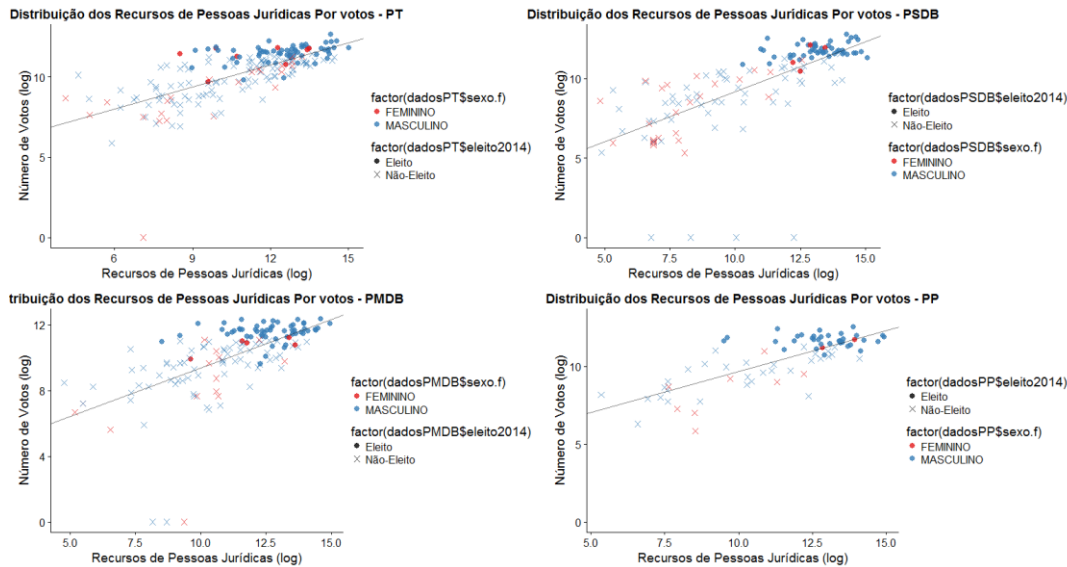 Distribuição dos Recursos de Pessoas Jurídicas Por votos - PT
Número de Votos (log)
10
5
0
6
9
12
15
Recursos de Pessoas Jurídicas (log)
factor(dadosPT$sexo.f)
FEMININO
MASCULINO
factor(dadosPT$eleito2014)
Eleito
Não-Eleito
Distribuição dos Recursos de Pessoas Jurídicas Por votos - PSDB
Número de Votos (log)
10
5
0
5.0
7.5
10.0
12.5
15.0
Recursos de Pessoas Jurídicas (log)
factor(dadosPSDB$eleito2014)
Eleito
Não-Eleito
factor(dadosPSDB$sexo.f)
FEMININO
MASCULINO
tribuição dos Recursos de Pessoas Jurídicas Por votos - PMDB
Número de Votos (log)
12
8
4
0
5.0
7.5
10.0
12.5
15.0
Recursos de Pessoas Jurídicas (log)
factor(dadosPMDB$sexo.f)
FEMININO
MASCULINO
factor(dadosPMDB$eleito2014)
Eleito
Não-Eleito
Distribuição dos Recursos de Pessoas Jurídicas Por votos - PP
Número de Votos (log)
15
10
5
0
5.0
7.5
10.0
12.5
15.0
Recursos de Pessoas Jurídicas (log)
factor(dadosPP$eleito2014)
Eleito
Não-Eleito
factor(dadosPP$sexo.f)
FEMININO
MASCULINO